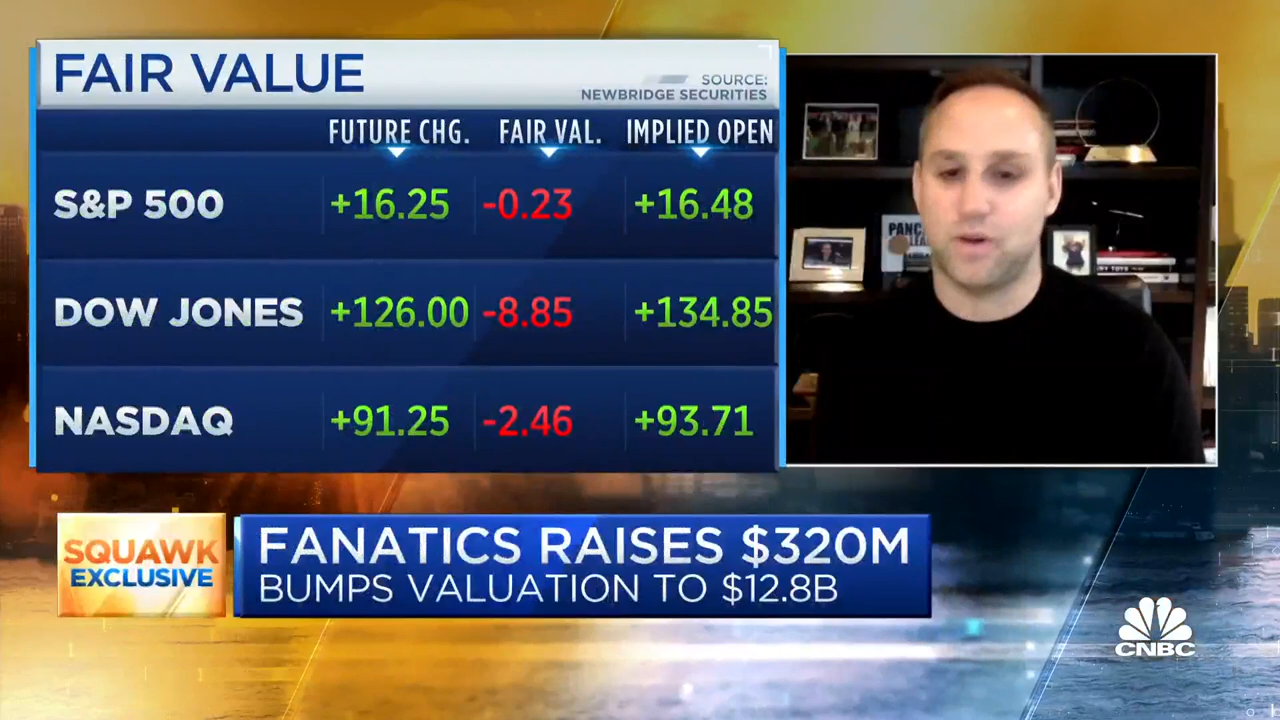 FAIR VALUE
SOURCE:
NEWBRIDGE SECURITIES
FUTURE CHG. FAIR VAL. IMPLIED OPEN
S&P 500 +16.25 -0.23 +16.48
DOW JONES +126.00 -8.85 +134.85
NASDAQ +91.25 -2.46 +93.71
PANC
LEA
SQUAWK
EXCLUSIVE
FANATICS RAISES $320M
BUMPS VALUATION TO $12.8B
CNBC